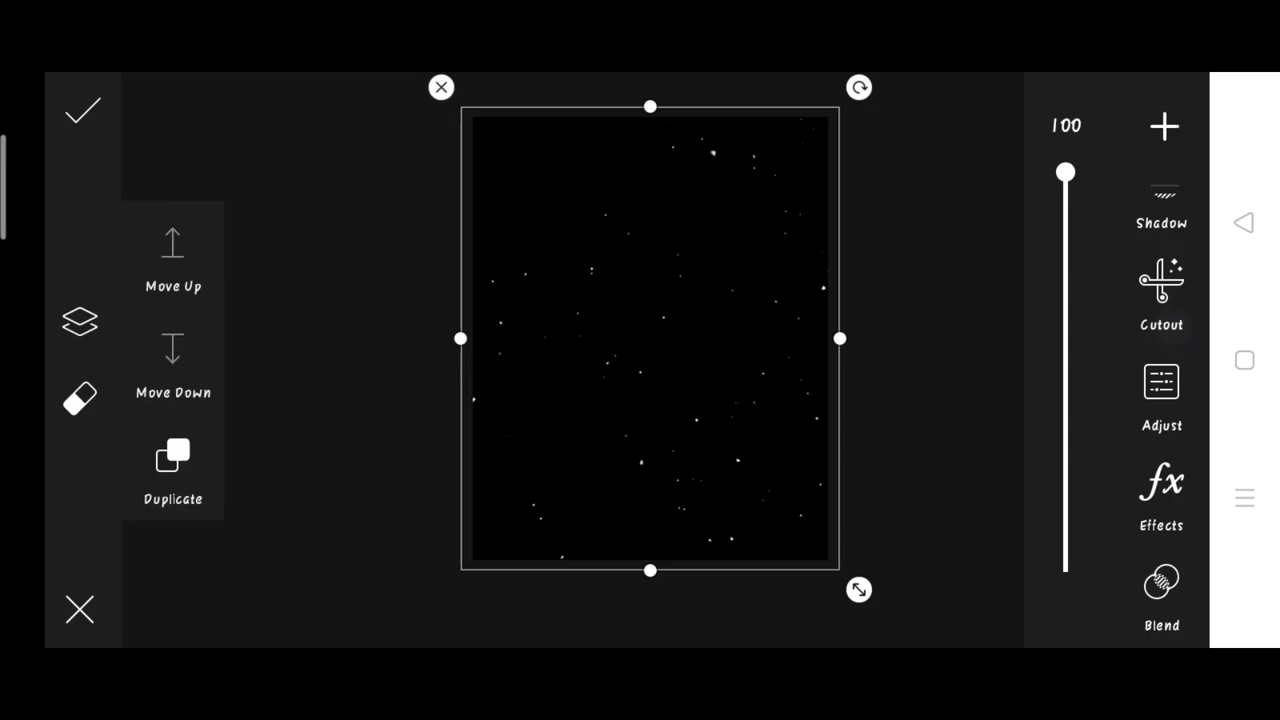 100
Shadow
Cutout
Adjust
fx
Effects
Blend
Move Up
Move Down
Duplicate